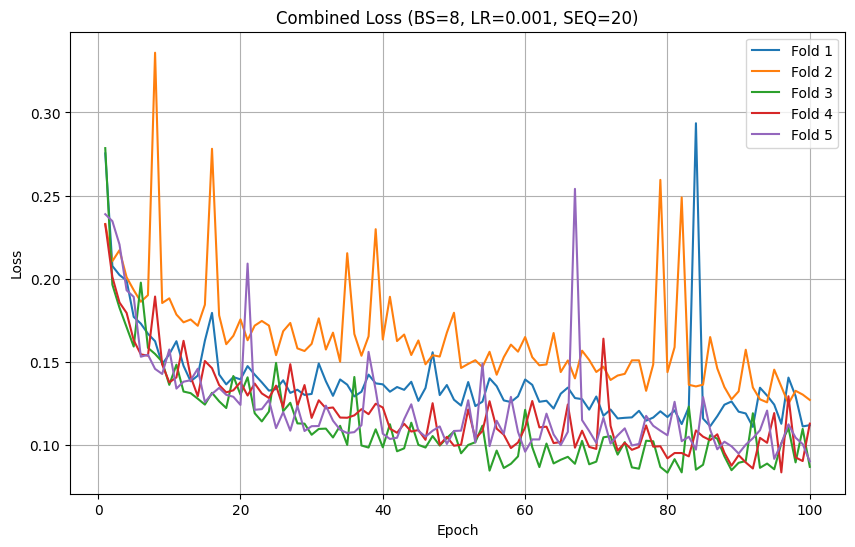 Combined Loss (BS=8, LR=0.001, SEQ=20)
Fold 1
Fold 2
Fold 3
Fold 4
Fold 5
0.30
0.25
0.20
0.15
0.10
Loss
0
20
40
60
80
100
Epoch